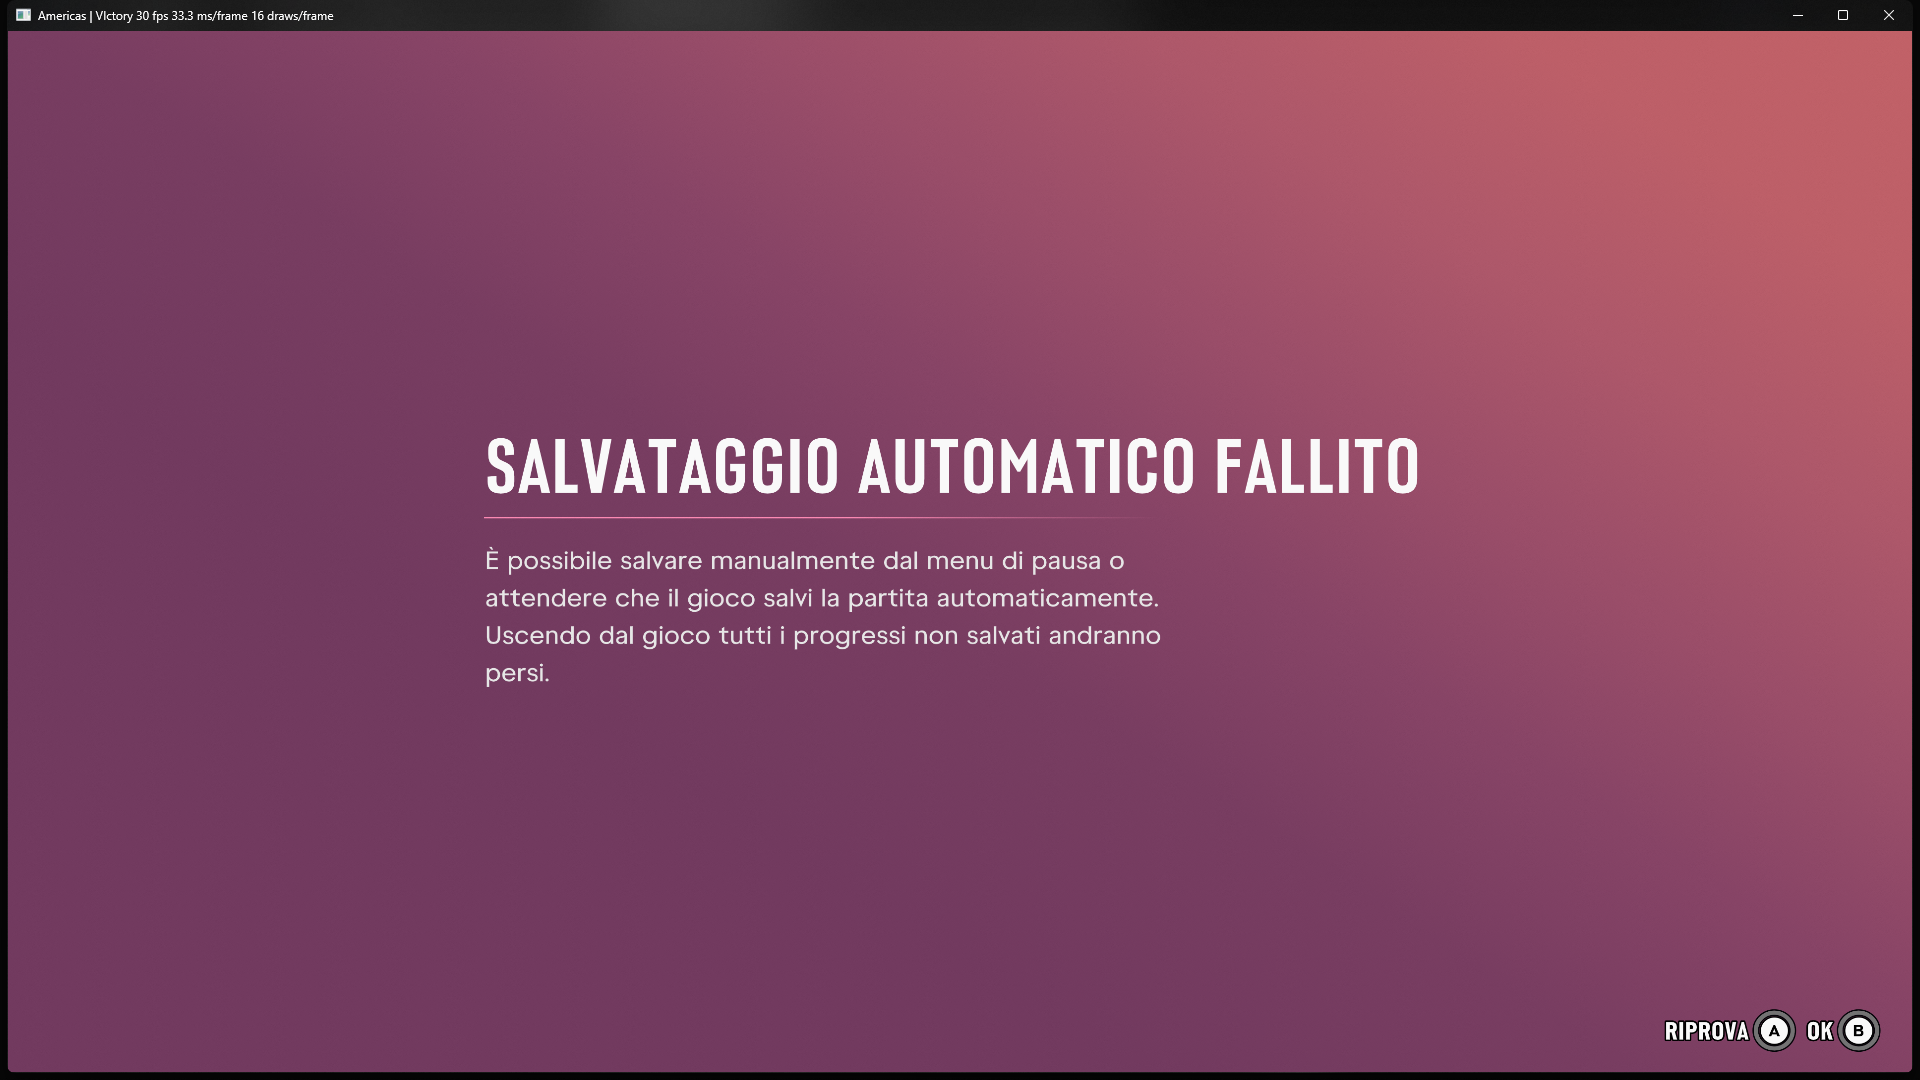 Americas | VIctory 30 fps 33.3 ms/frame 16 draws/frame
SALVATAGGIO AUTOMATICO FALLITO
È possibile salvare manualmente dal menu di pausa o
attendere che il gioco salvi la partita automaticamente.
Uscendo dal gioco tutti i progressi non salvati andranno
persi.
RIPROVA A OK B